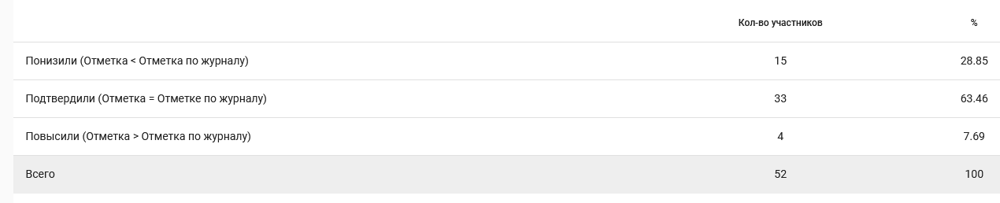 Кол-во участников %
Понизили (Отметка < Отметка по журналу) 15 28.85
Подтвердили (Отметка = Отметке по журналу) 33 63.46
Повысили (Отметка > Отметка по журналу) 4 7.69
Всего 52 100